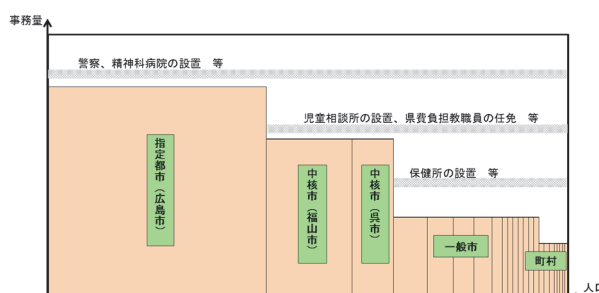 事務量
警察、精神科病院の設置　等
児童相談所の設置、県費負担教職員の任免　等
保健所の設置　等
指定都市（広島市）
中核市（福山市）
中核市（呉市）
一般市
町村
人口